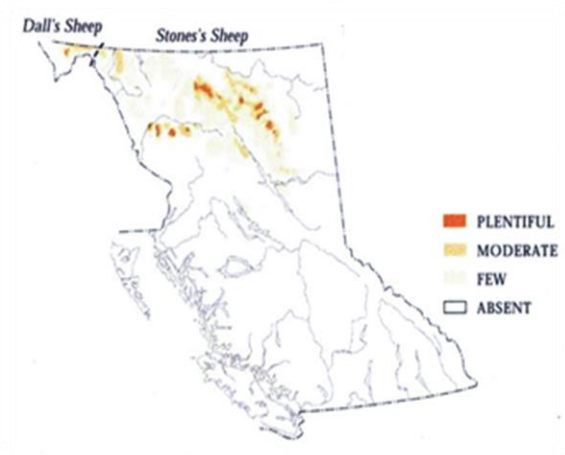 Dall's Sheep
Stones's Sheep
PLENTIFUL
MODERATE
FEW
ABSENT